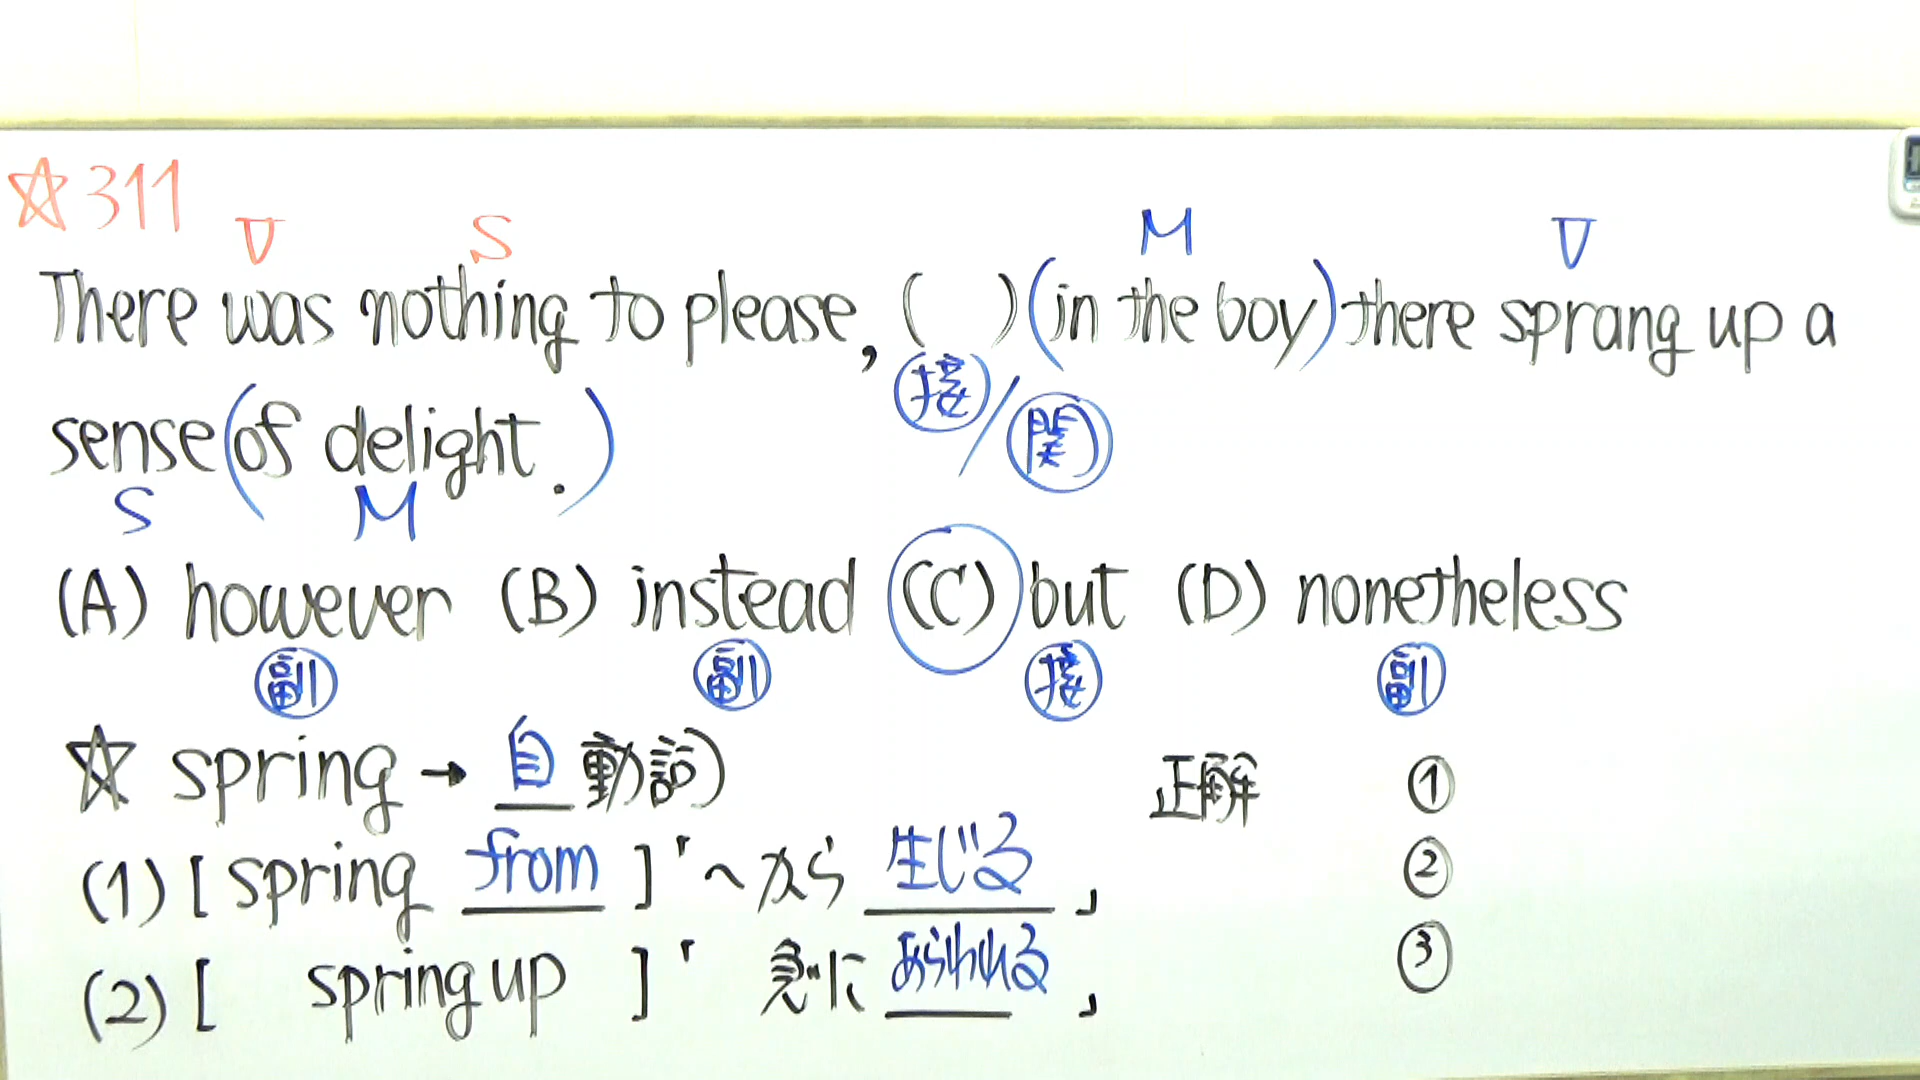 ☆311
V S M V
There was nothing to please, ( ) (in the boy) there sprang up a
接 / 関
sense (of delight.)
S M
(A) however (B) instead (C) but (D) nonetheless
副 副 接 副
☆ spring → 自動詞) 正解 ①
(1) [ spring from ] 「〜から 生じる 」 ②
(2) [ spring up ] 「 急に あらわれる 」 ③